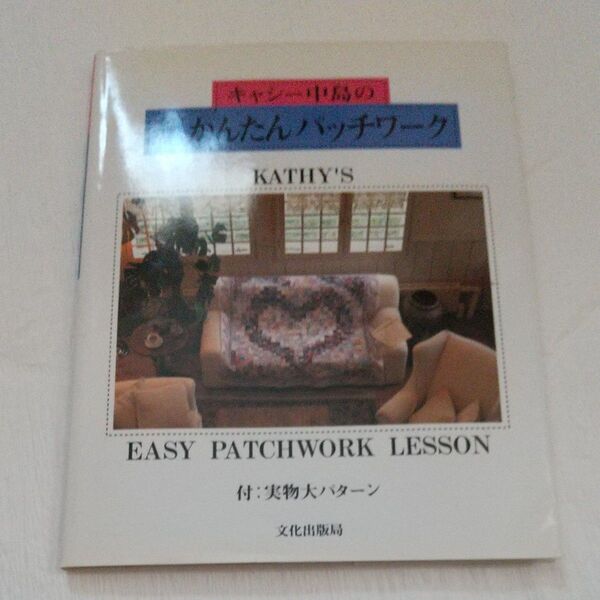 キャシー中島の
かんたんパッチワーク
KATHY'S
EASY PATCHWORK LESSON
付:実物大パターン
文化出版局